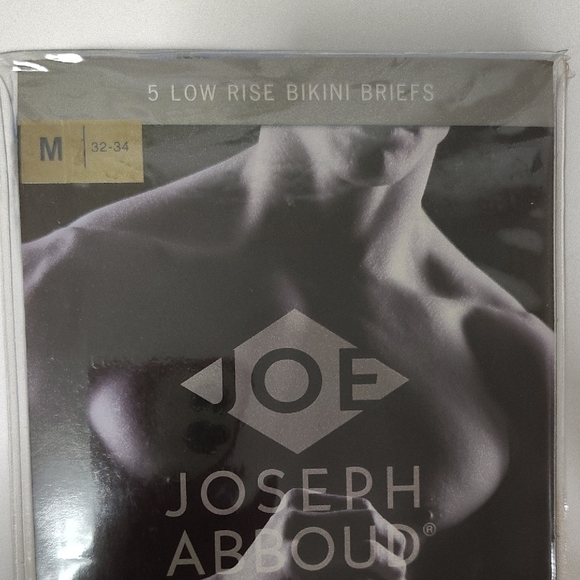 5 LOW RISE BIKINI BRIEFS
M | 32-34
JOE
JOSEPH
ABBOUD®